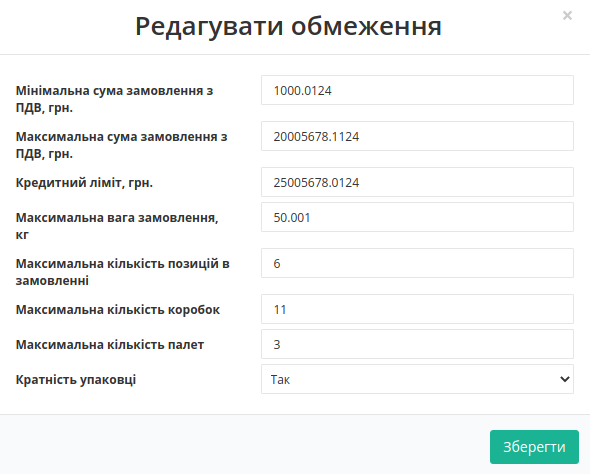 Редагувати обмеження
×
Мінімальна сума замовлення з
ПДВ, грн.
1000.0124
Максимальна сума замовлення з
ПДВ, грн.
20005678.1124
Кредитний ліміт, грн.
25005678.0124
Максимальна вага замовлення,
кг
50.001
Максимальна кількість позицій в
замовленні
6
Максимальна кількість коробок
11
Максимальна кількість палет
3
Кратність упаковці
Так
Зберегти